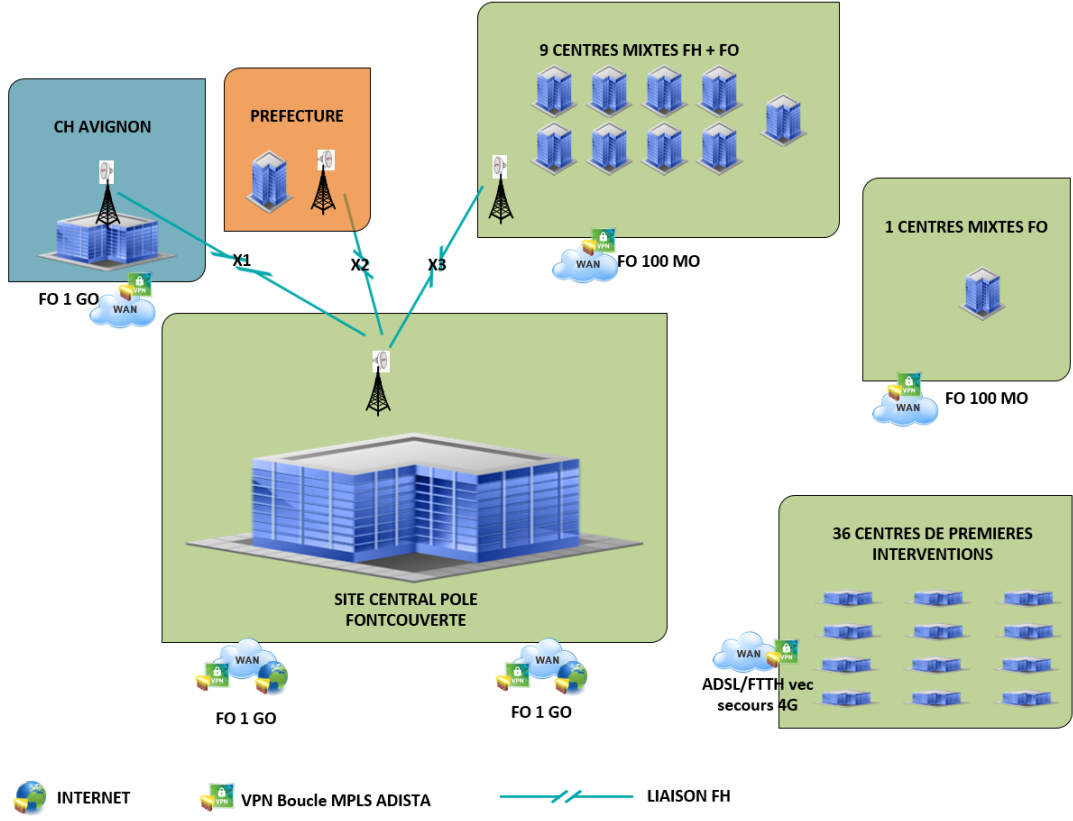 9 CENTRES MIXTES FH + FO
CH AVIGNON
PREFECTURE
1 CENTRES MIXTES FO
X1
X2
X3
VPN
WAN
FO 100 MO
VPN
WAN
FO 1 GO
VPN
WAN
FO 100 MO
36 CENTRES DE PREMIERES
INTERVENTIONS
SITE CENTRAL POLE
FONTCOUVERTE
WAN
VPN
FO 1 GO
WAN
VPN
FO 1 GO
WAN
VPN
ADSL/FTTH vec
secours 4G
INTERNET
VPN
VPN Boucle MPLS ADISTA
LIAISON FH